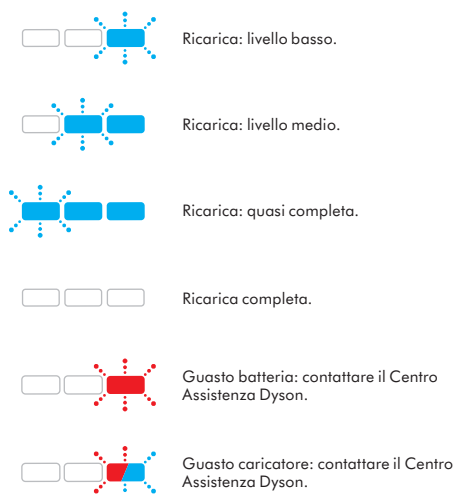 Ricarica: livello basso.
Ricarica: livello medio.
Ricarica: quasi completa.
Ricarica completa.
Guasto batteria: contattare il Centro
Assistenza Dyson.
Guasto caricatore: contattare il Centro
Assistenza Dyson.